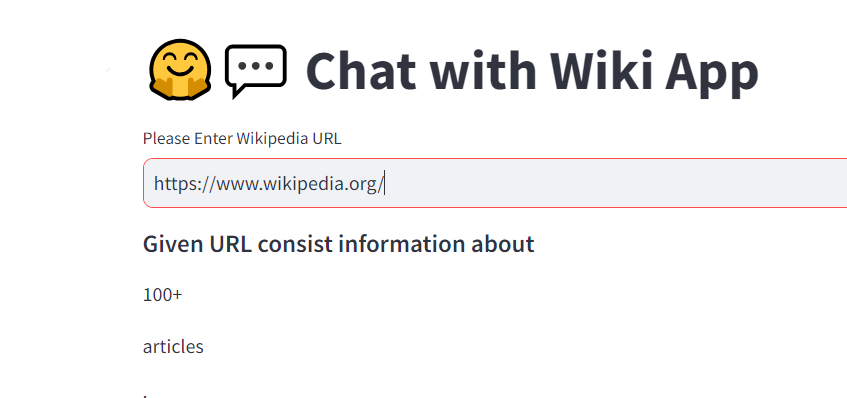 Chat with Wiki App
Please Enter Wikipedia URL
https://www.wikipedia.org/
Given URL consist information about
100+
articles
.